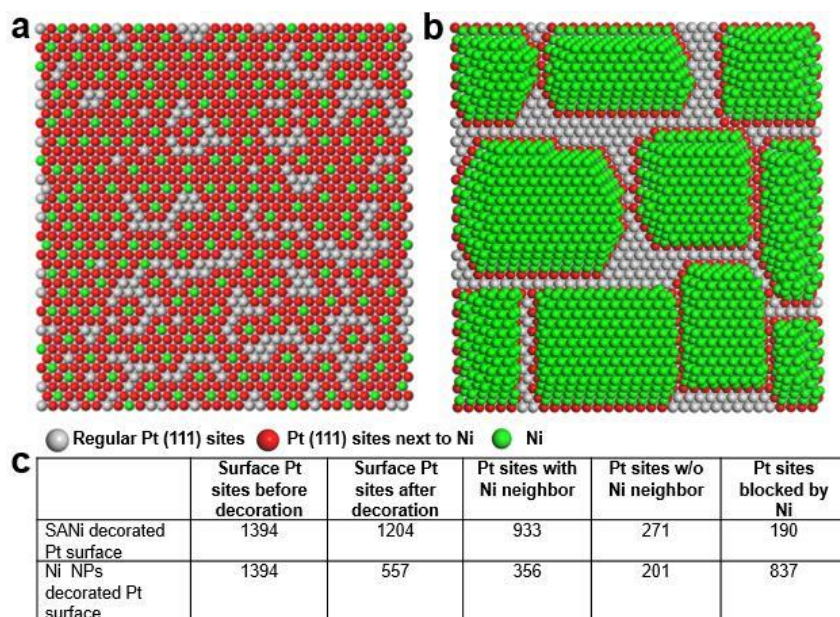 a
b
Regular Pt (111) sites Pt (111) sites next to Ni Ni
c
Surface Pt sites before decoration
Surface Pt sites after decoration
Pt sites with Ni neighbor
Pt sites w/o Ni neighbor
Pt sites blocked by Ni
SANi decorated Pt surface
1394
1204
933
271
190
Ni NPs decorated Pt surface
1394
557
356
201
837